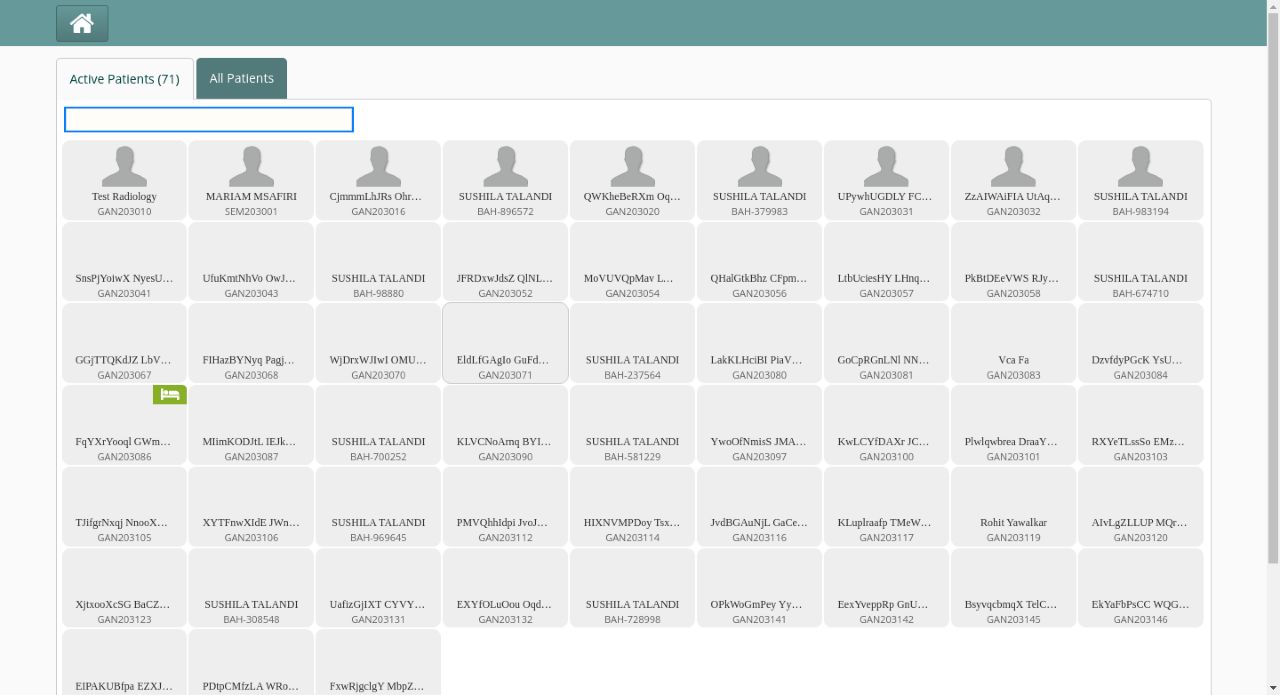 Active Patients (71)
All Patients
Test Radiology
GAN203010
MARIAM MSAFIRI
SEM203001
CjmmmLhJRs Ohr…
GAN203016
SUSHILA TALANDI
BAH-896572
QWKheBeRXm Oq…
GAN203020
SUSHILA TALANDI
BAH-379983
UPywhUGDLY FC…
GAN203031
ZzAIWAiFIA UtAq…
GAN203032
SUSHILA TALANDI
BAH-983194
SnsPjYoiwX NyesU…
GAN203041
UfuKmtNhVo OwJ…
GAN203043
SUSHILA TALANDI
BAH-98880
JFRDxwJdsZ QlNL…
GAN203052
MoVUVQpMav L…
GAN203054
QHalGtkBhz CFpm…
GAN203056
LtbUciesHY LHnq…
GAN203057
PkBtDEeVWS RJy…
GAN203058
SUSHILA TALANDI
BAH-674710
GGjTTQKdJZ LbV…
GAN203067
FIHazBYNyq Pagj…
GAN203068
WjDrxWJIwI OMU…
GAN203070
EldLfGAgIo GuFd…
GAN203071
SUSHILA TALANDI
BAH-237564
LakKLHciBI PiaV…
GAN203080
GoCpRGnLNl NN…
GAN203081
Vca Fa
GAN203083
DzvfdyPGcK YsU…
GAN203084
FqYXrYooql GWm…
GAN203086
MIimKODJtL IEJk…
GAN203087
SUSHILA TALANDI
BAH-700252
KLVCNoArnq BYI…
GAN203090
SUSHILA TALANDI
BAH-581229
YwoOfNmisS JMA…
GAN203097
KwLCYfDAXr JC…
GAN203100
Plwlqwbrea DraaY…
GAN203101
RXYeTLssSo EMz…
GAN203103
TJifgrNxqj NnooX…
GAN203105
XYTFnwXIdE JWn…
GAN203106
SUSHILA TALANDI
BAH-969645
PMVQhhIdpi JvoJ…
GAN203112
HIXNVMPDoy Tsx…
GAN203114
JvdBGAuNjL GaCe…
GAN203116
KLuplraafp TMeW…
GAN203117
Rohit Yawalkar
GAN203119
AIvLgZLLUP MQr…
GAN203120
XjtxooXcSG BaCZ…
GAN203123
SUSHILA TALANDI
BAH-308548
UafizGjIXT CYVY…
GAN203131
EXYfOLuOou Oqd…
GAN203132
SUSHILA TALANDI
BAH-728998
OPkWoGmPey Yy…
GAN203141
EexYveppRp GnU…
GAN203142
BsyvqcbmqX TelC…
GAN203145
EkYaFbPsCC WQG…
GAN203146
EIPAKUBfpa EZXJ…
PDtpCMfzLA WRo…
FxwRjgclgY MbpZ…